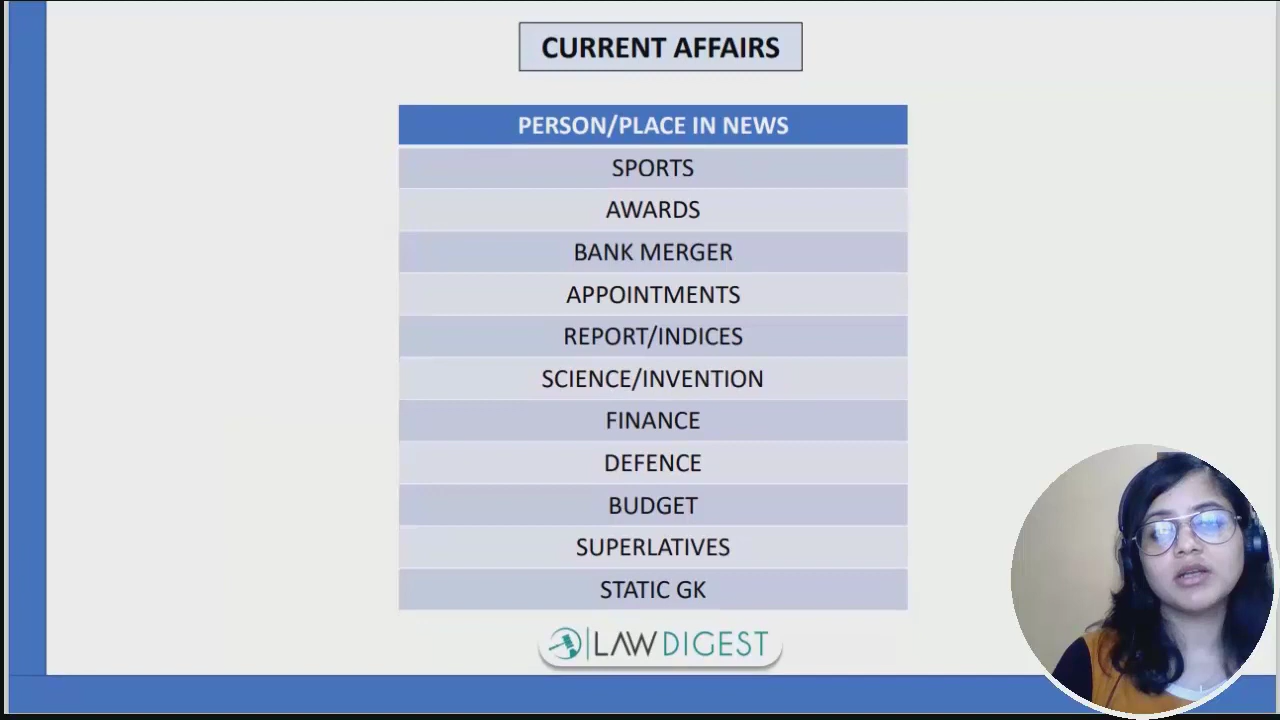 CURRENT AFFAIRS
PERSON/PLACE IN NEWS
SPORTS
AWARDS
BANK MERGER
APPOINTMENTS
REPORT/INDICES
SCIENCE/INVENTION
FINANCE
DEFENCE
BUDGET
SUPERLATIVES
STATIC GK
LAWDIGEST